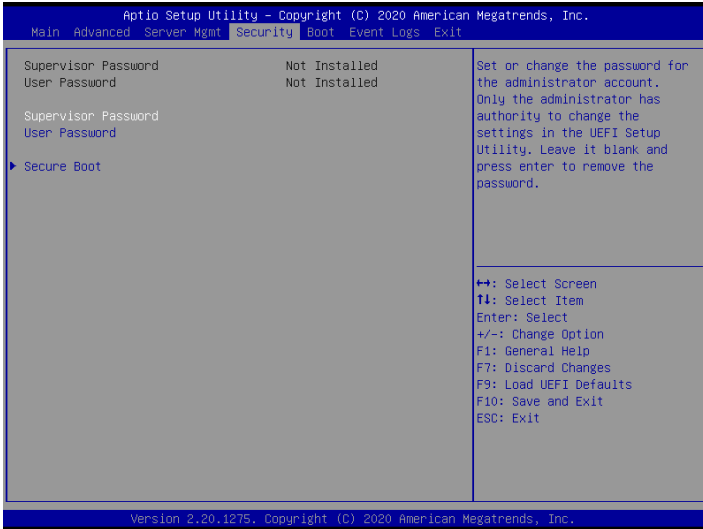 Aptio Setup Utility – Copyright (C) 2020 American Megatrends, Inc.
Main Advanced Server Mgmt Security Boot Event Logs Exit
Supervisor Password Not Installed
User Password Not Installed
Supervisor Password
User Password
Secure Boot
Set or change the password for
the administrator account.
Only the administrator has
authority to change the
settings in the UEFI Setup
Utility. Leave it blank and
press enter to remove the
password.
↔: Select Screen
↑↓: Select Item
Enter: Select
+/-: Change Option
F1: General Help
F7: Discard Changes
F9: Load UEFI Defaults
F10: Save and Exit
ESC: Exit
Version 2.20.1275. Copyright (C) 2020 American Megatrends, Inc.